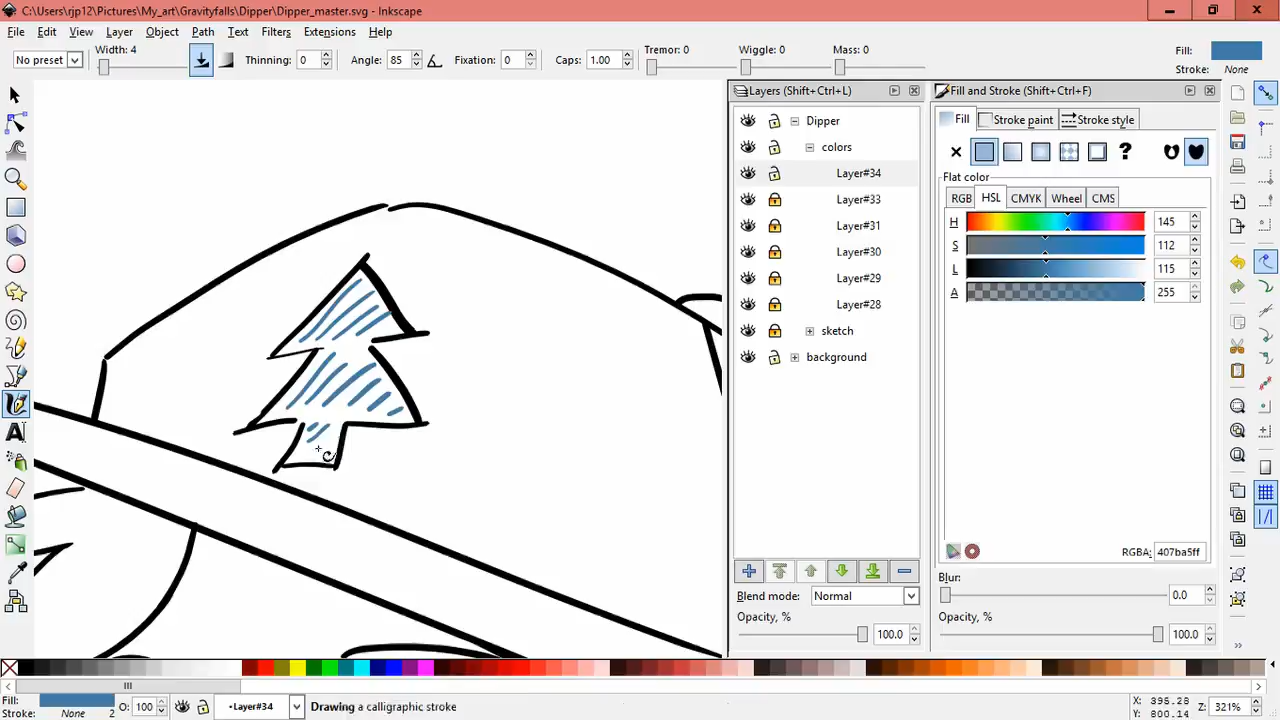 C:\Users\rjp12\Pictures\My_art\Gravityfalls\Dipper\Dipper_master.svg - Inkscape
File Edit View Layer Object Path Filters Text Extensions Help
No preset Width: 4 Thinning: 0 Angle: 85 Fixation: 0 Caps: 1.00 Tremor: 0 Wiggle: 0 Mass: 0 Fill: 
Stroke: None
Layers (Shift+Ctrl+L)
Dipper
colors
Layer#34
Layer#33
Layer#31
Layer#30
Layer#29
Layer#28
sketch
background
Blend mode: Normal
Opacity, %
100.0
Fill and Stroke (Shift+Ctrl+F)
Fill Stroke paint Stroke style
Flat color
RGB HSL CMYK Wheel CMS
H 145
S 112
L 115
A 255
RGBA: 407ba5ff
Blur:
0.0
Opacity, %
100.0
Fill:
Stroke: None 2
O: 100
•Layer#34
Drawing a calligraphic stroke
X: 895.28
Y: 800.14
Z: 321%